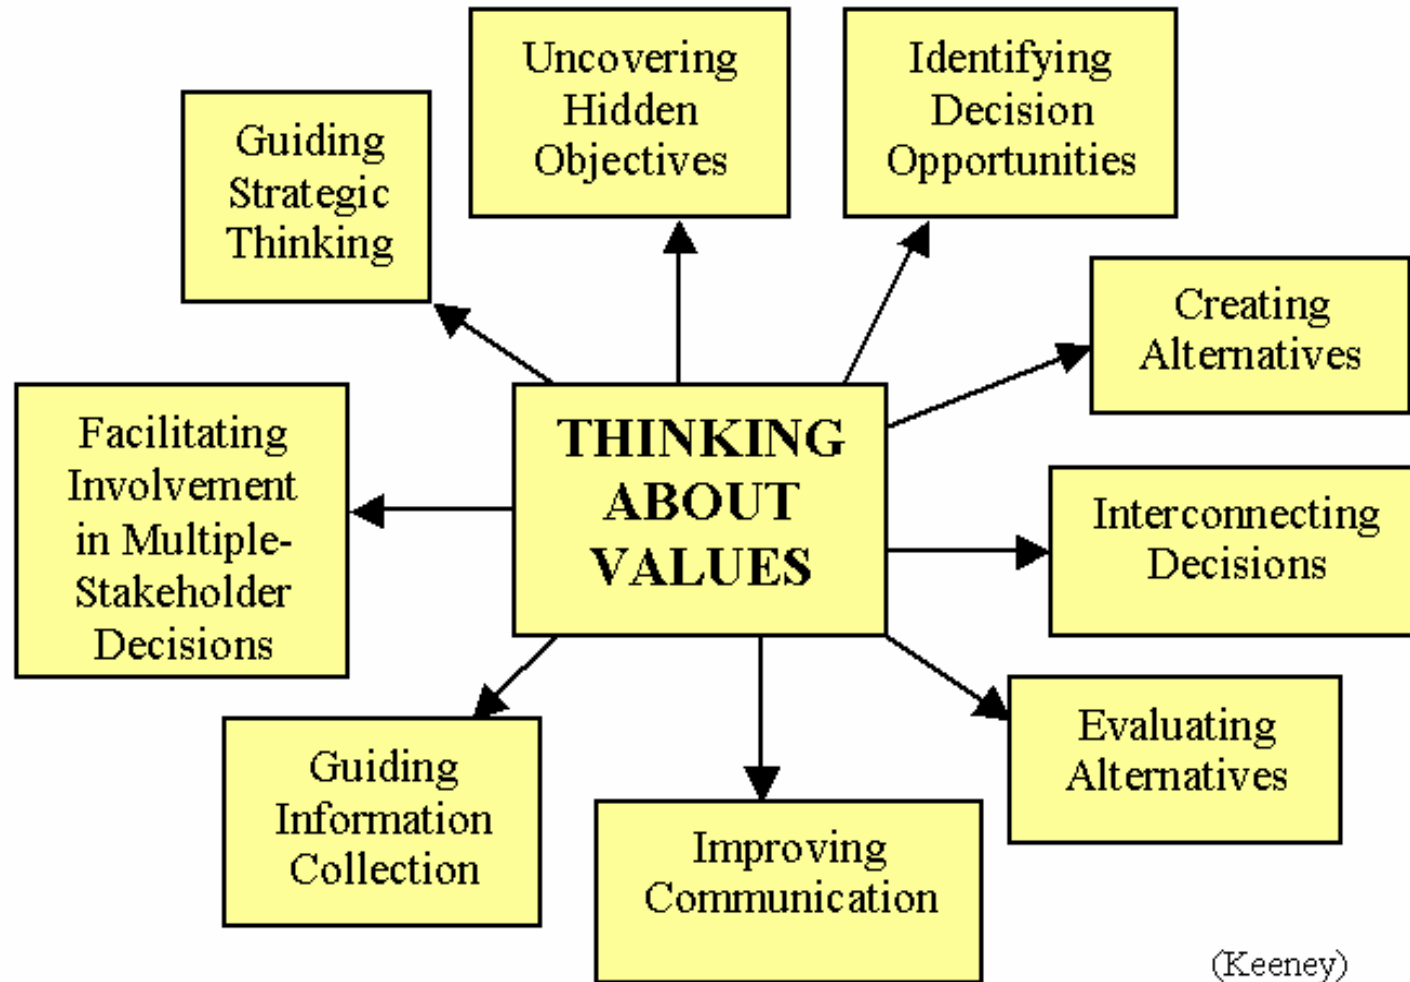 Uncovering
Hidden
Objectives
Identifying
Decision
Opportunities
Guiding
Strategic
Thinking
Creating
Alternatives
THINKING
ABOUT
VALUES
Facilitating
Involvement
in Multiple-
Stakeholder
Decisions
Interconnecting
Decisions
Evaluating
Alternatives
Guiding
Information
Collection
Improving
Communication
(Keeney)